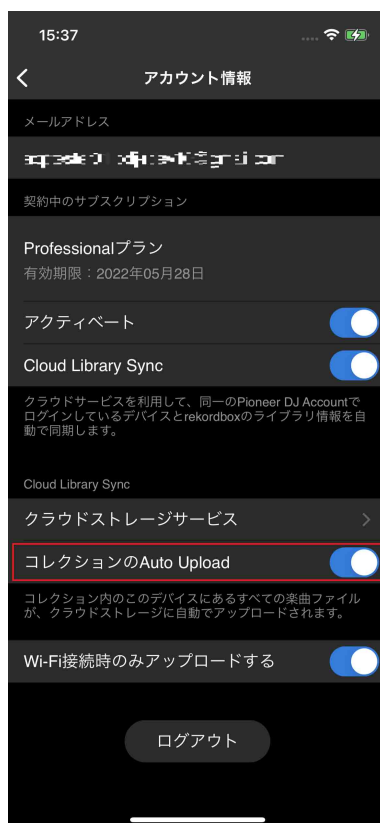 15:37
アカウント情報
メールアドレス
契約中のサブスクリプション
Professionalプラン
有効期限：2022年05月28日
アクティベート
Cloud Library Sync
クラウドサービスを利用して、同一のPioneer DJ Accountで
ログインしているデバイスとrekordboxのライブラリ情報を自
動で同期します。
Cloud Library Sync
クラウドストレージサービス
コレクションのAuto Upload
コレクション内のこのデバイスにあるすべての楽曲ファイル
が、クラウドストレージに自動でアップロードされます。
Wi-Fi接続時のみアップロードする
ログアウト